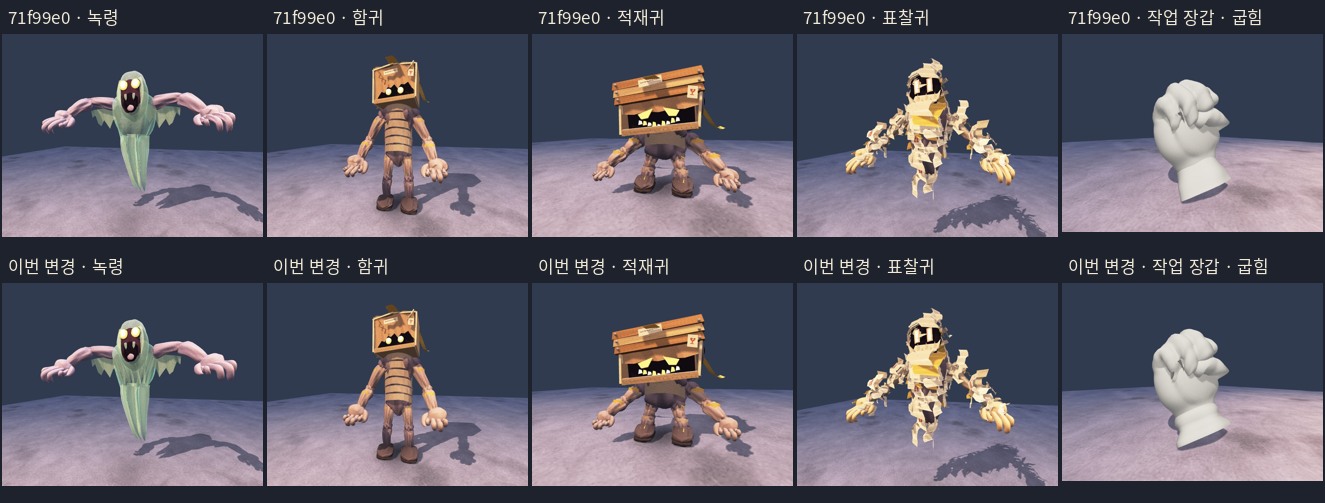 71f99e0 · 녹령
71f99e0 · 함귀
71f99e0 · 적재귀
71f99e0 · 표찰귀
71f99e0 · 작업 장갑 · 굽힘
이번 변경 · 녹령
이번 변경 · 함귀
이번 변경 · 적재귀
이번 변경 · 표찰귀
이번 변경 · 작업 장갑 · 굽힘